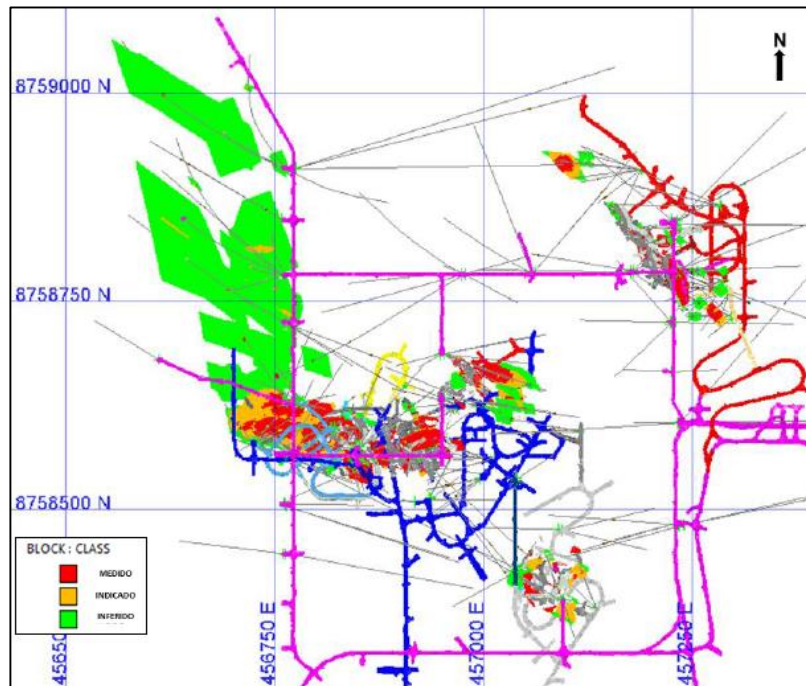 N
8759000 N
8758750 N
8758500 N
BLOCK : CLASS
MEDIDO
INDICADO
INFERIDO
456750 E
457000 E
457250 E